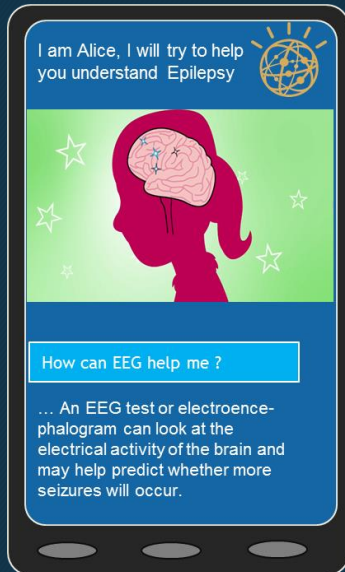 I am Alice, I will try to help
you understand Epilepsy
How can EEG help me ?
... An EEG test or electroence-
phalogram can look at the
electrical activity of the brain and
may help predict whether more
seizures will occur.